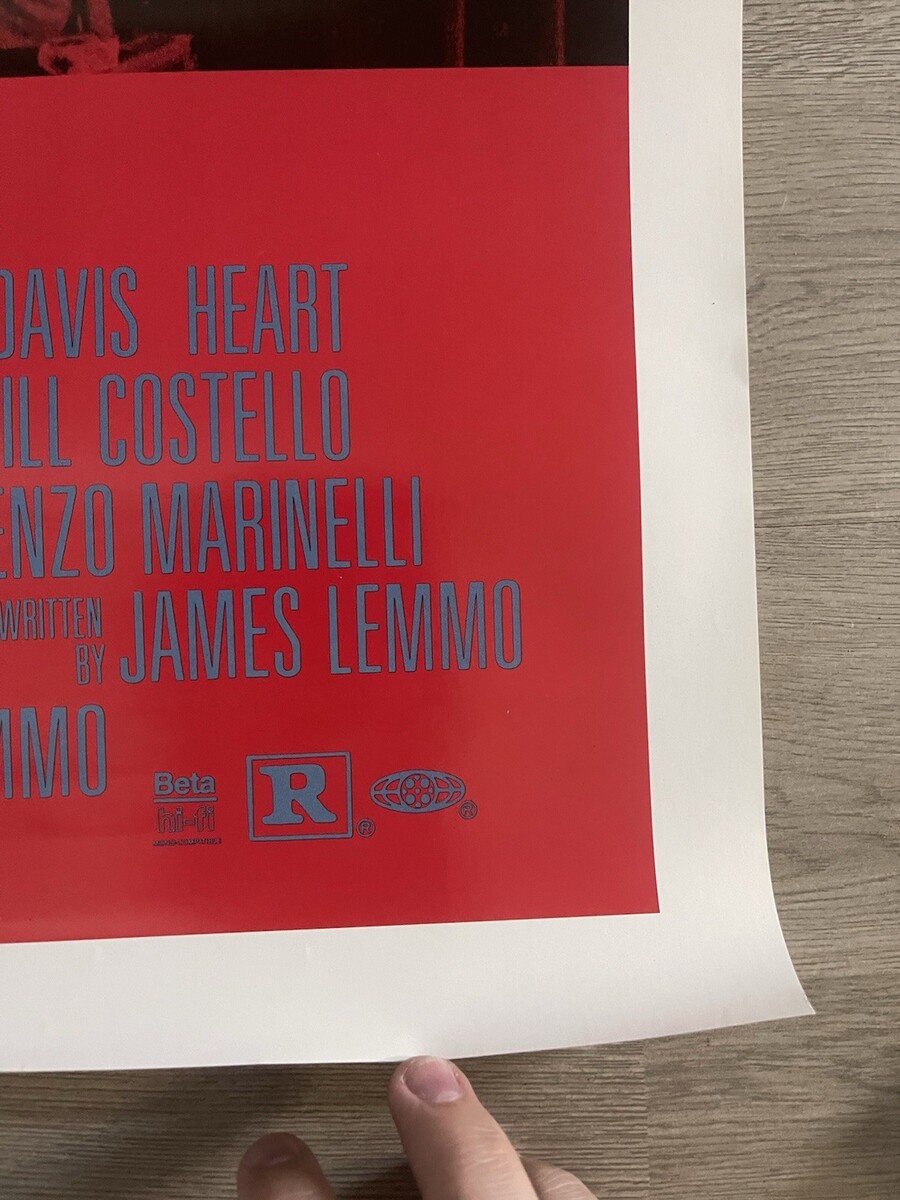 DAVIS HEART
ILL COSTELLO
ENZO MARINELLI
WRITTEN
BY JAMES LEMMO
MMO
Beta
hi-fi
R ®
®